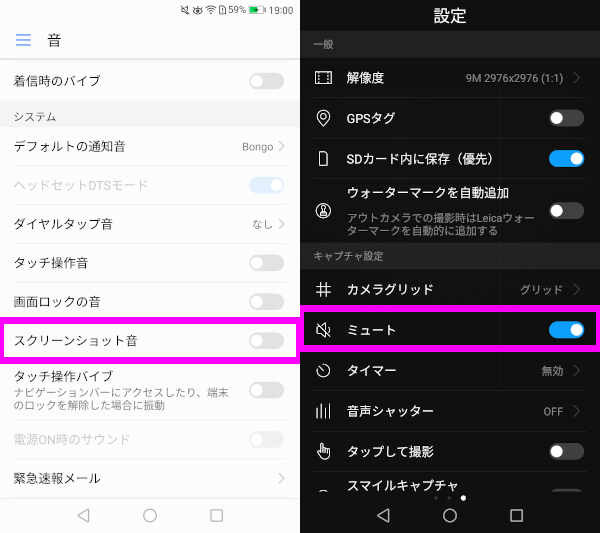 59% 19:00
音
着信時のバイブ
システム
デフォルトの通知音 Bongo
ヘッドセットDTSモード
ダイヤルタップ音 なし
タッチ操作音
画面ロックの音
スクリーンショット音
タッチ操作バイブ
ナビゲーションバーにアクセスしたり、端末
のロックを解除した場合に振動
電源ON時のサウンド
緊急速報メール
設定
一般
解像度 9M 2976x2976 (1:1)
GPSタグ
SDカード内に保存（優先）
ウォーターマークを自動追加
アウトカメラでの撮影時はLeicaウォー
ターマークを自動的に追加する
キャプチャ設定
カメラグリッド グリッド
ミュート
タイマー 無効
音声シャッター OFF
タップして撮影
スマイルキャプチャ